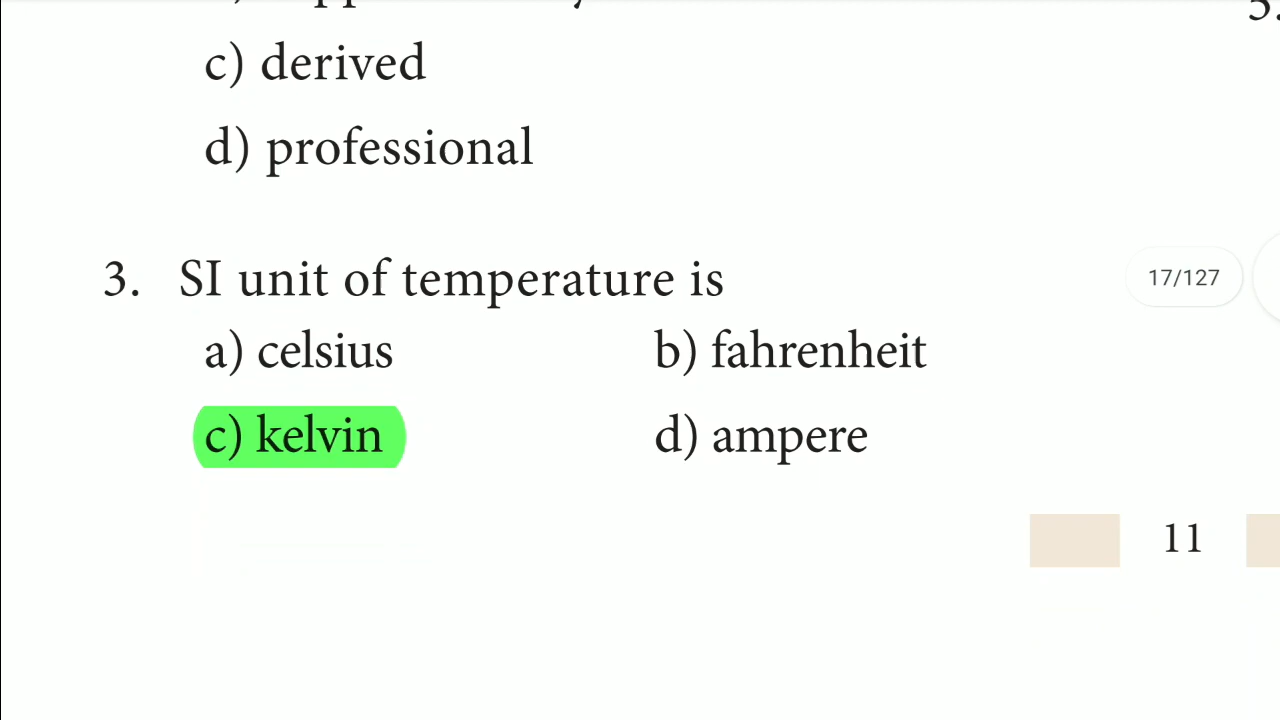 c) derived
d) professional
3. SI unit of temperature is
a) celsius b) fahrenheit
c) kelvin d) ampere
17/127
11